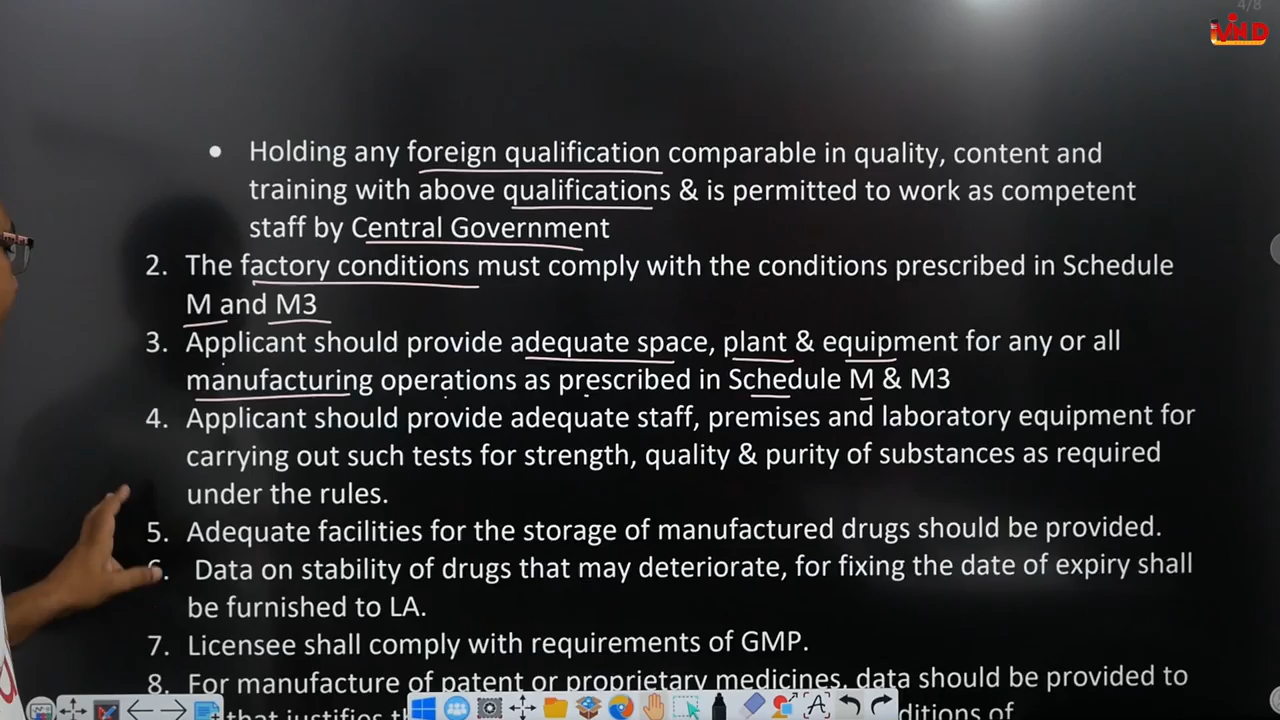 4/8
• Holding any foreign qualification comparable in quality, content and
training with above qualifications & is permitted to work as competent
staff by Central Government
2. The factory conditions must comply with the conditions prescribed in Schedule
M and M3
3. Applicant should provide adequate space, plant & equipment for any or all
manufacturing operations as prescribed in Schedule M & M3
4. Applicant should provide adequate staff, premises and laboratory equipment for
carrying out such tests for strength, quality & purity of substances as required
under the rules.
5. Adequate facilities for the storage of manufactured drugs should be provided.
6. Data on stability of drugs that may deteriorate, for fixing the date of expiry shall
be furnished to LA.
7. Licensee shall comply with requirements of GMP.
8. For manufacture of patent or proprietary medicines, data should be provided to
that justifies